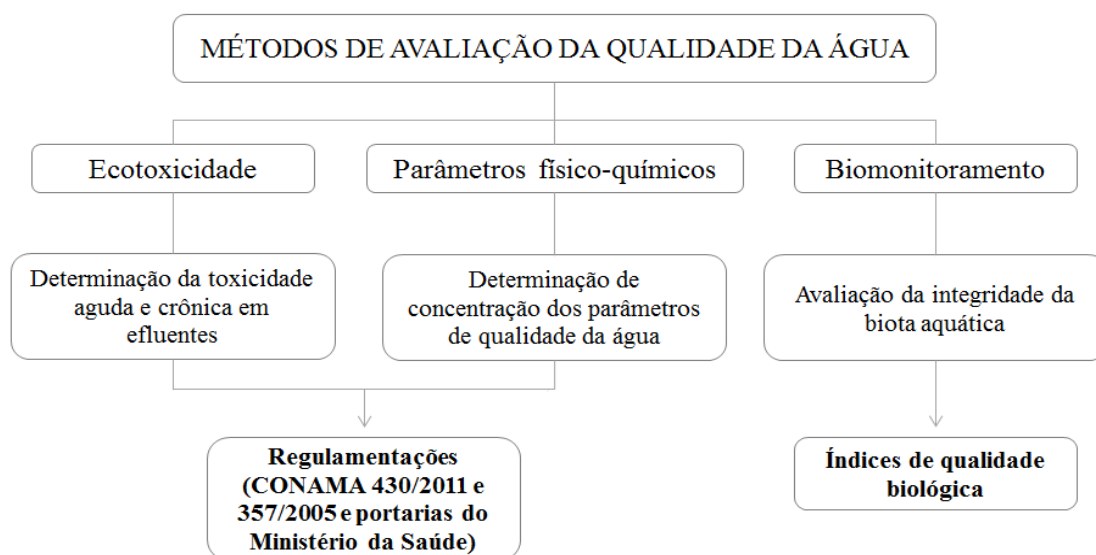 MÉTODOS DE AVALIAÇÃO DA QUALIDADE DA ÁGUA
Ecotoxicidade
Parâmetros físico-químicos
Biomonitoramento
Determinação da toxicidade
aguda e crônica em
efluentes
Determinação de
concentração dos parâmetros
de qualidade da água
Avaliação da integridade da
biota aquática
Regulamentações
(CONAMA 430/2011 e
357/2005 e portarias do
Ministério da Saúde)
Índices de qualidade
biológica